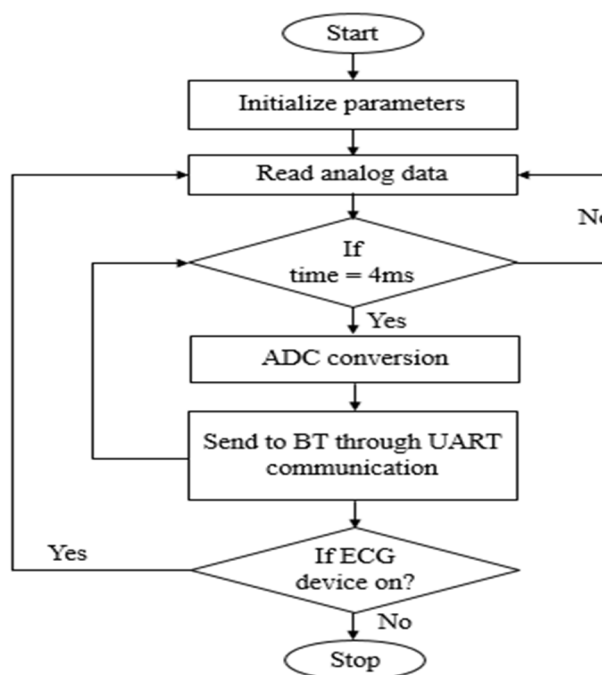 Start
Initialize parameters
Read analog data
If
time = 4ms
No
Yes
ADC conversion
Send to BT through UART
communication
If ECG
device on?
Yes
No
Stop